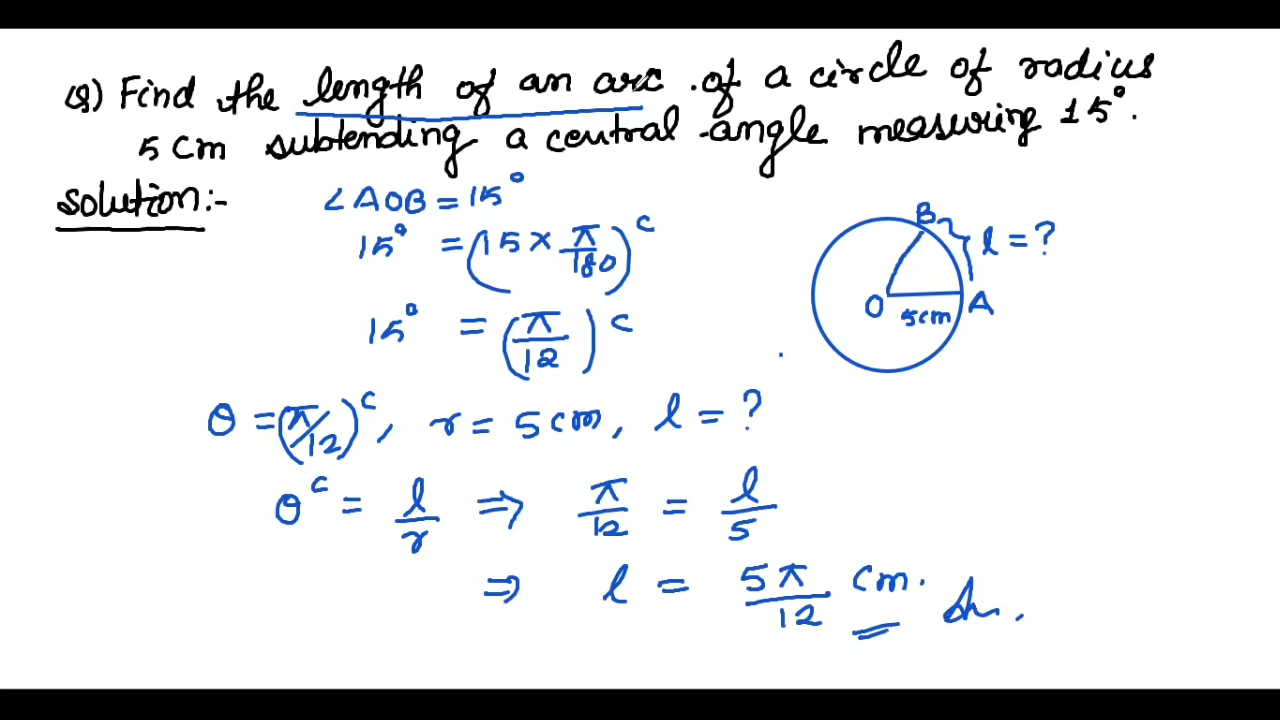 Q) Find the length of an arc of a circle of radius
5 cm subtending a central angle measuring 15°.
solution:-
∠AOB = 15°
15° = (15 × π/180)^c
15° = (π/12)^c
θ = (π/12)^c, r = 5 cm, l = ?
θ^c = l/r ⇒ π/12 = l/5
⇒ l = 5π/12 cm. Ans.
B
l = ?
O
A
5cm